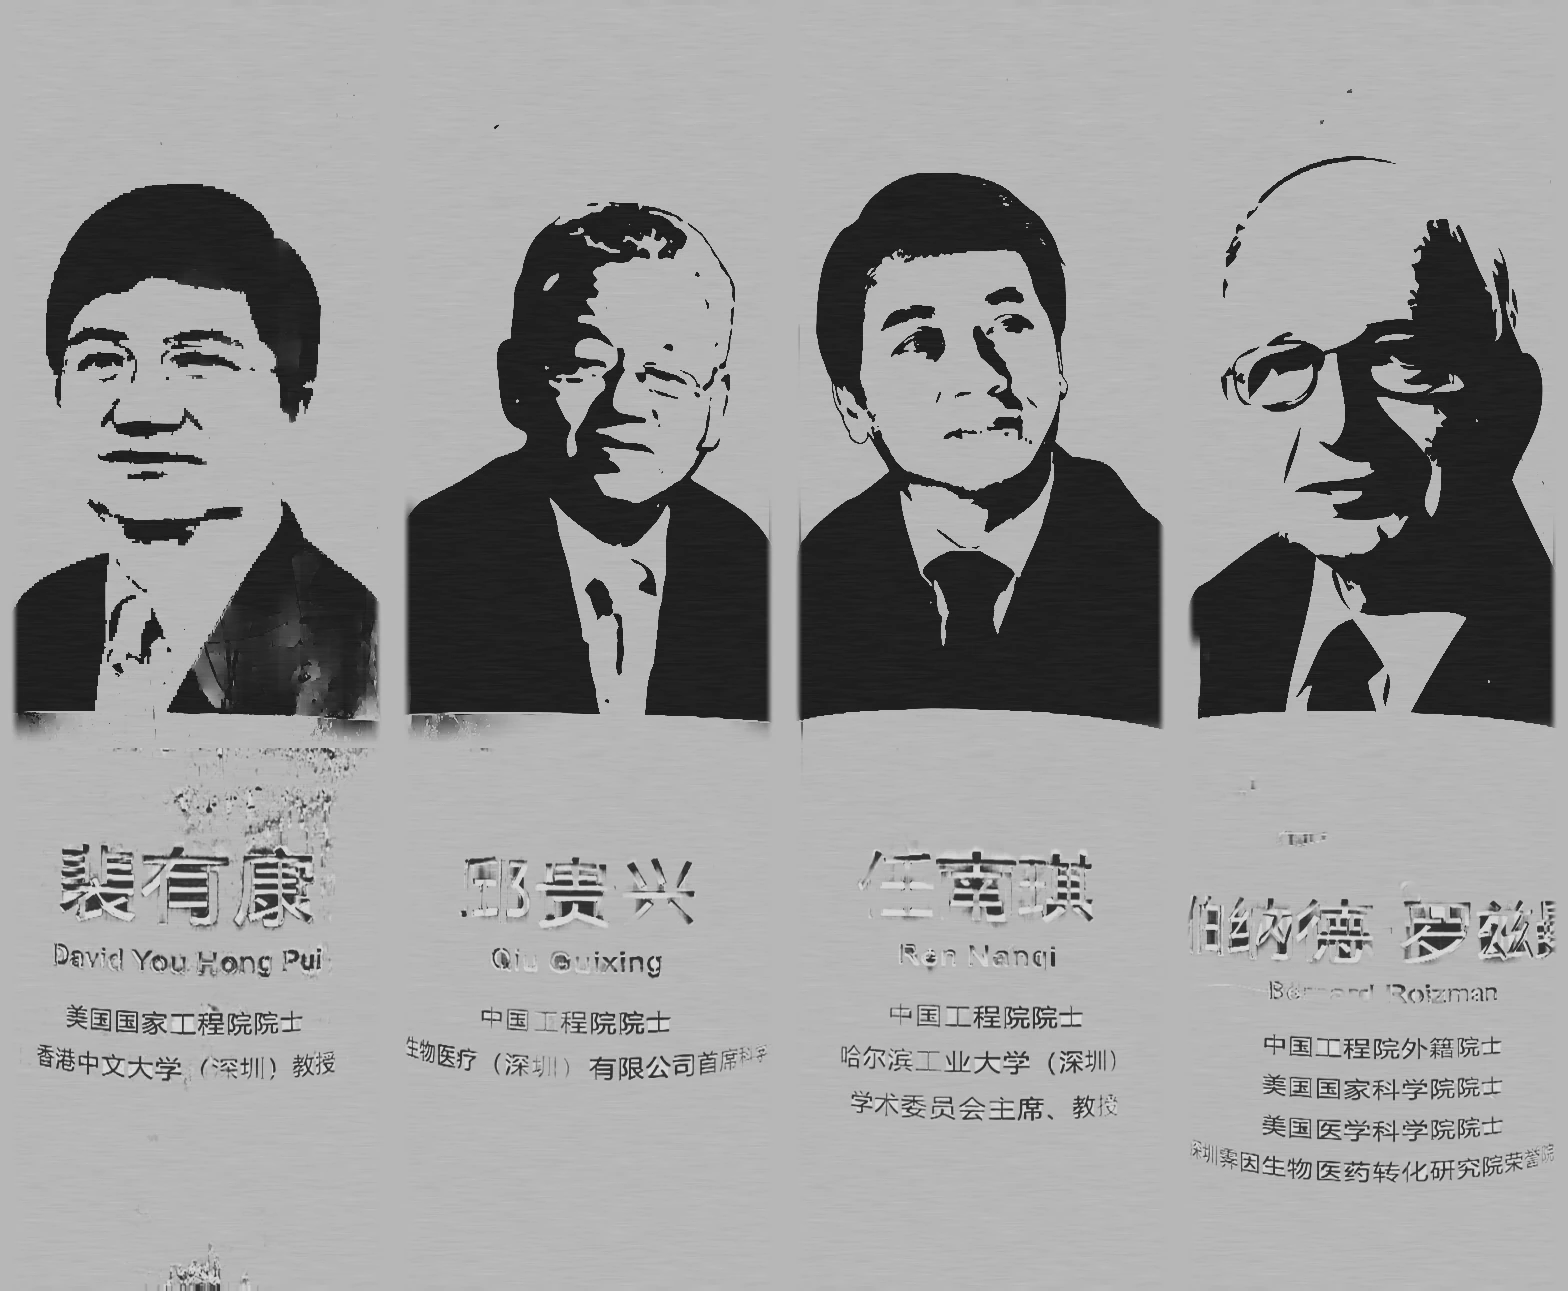 裴有康
David You Hong Pui
美国国家工程院院士
香港中文大学（深圳）教授
邱贵兴
Qiu Guixing
中国工程院院士
生物医疗（深圳）有限公司首席科学
任南琪
Ren Nanqi
中国工程院院士
哈尔滨工业大学（深圳）
学术委员会主席、教授
伯纳德·罗兹曼
Bernard Roizman
中国工程院外籍院士
美国国家科学院院士
美国医学科学院院士
深圳霁因生物医药转化研究院荣誉院